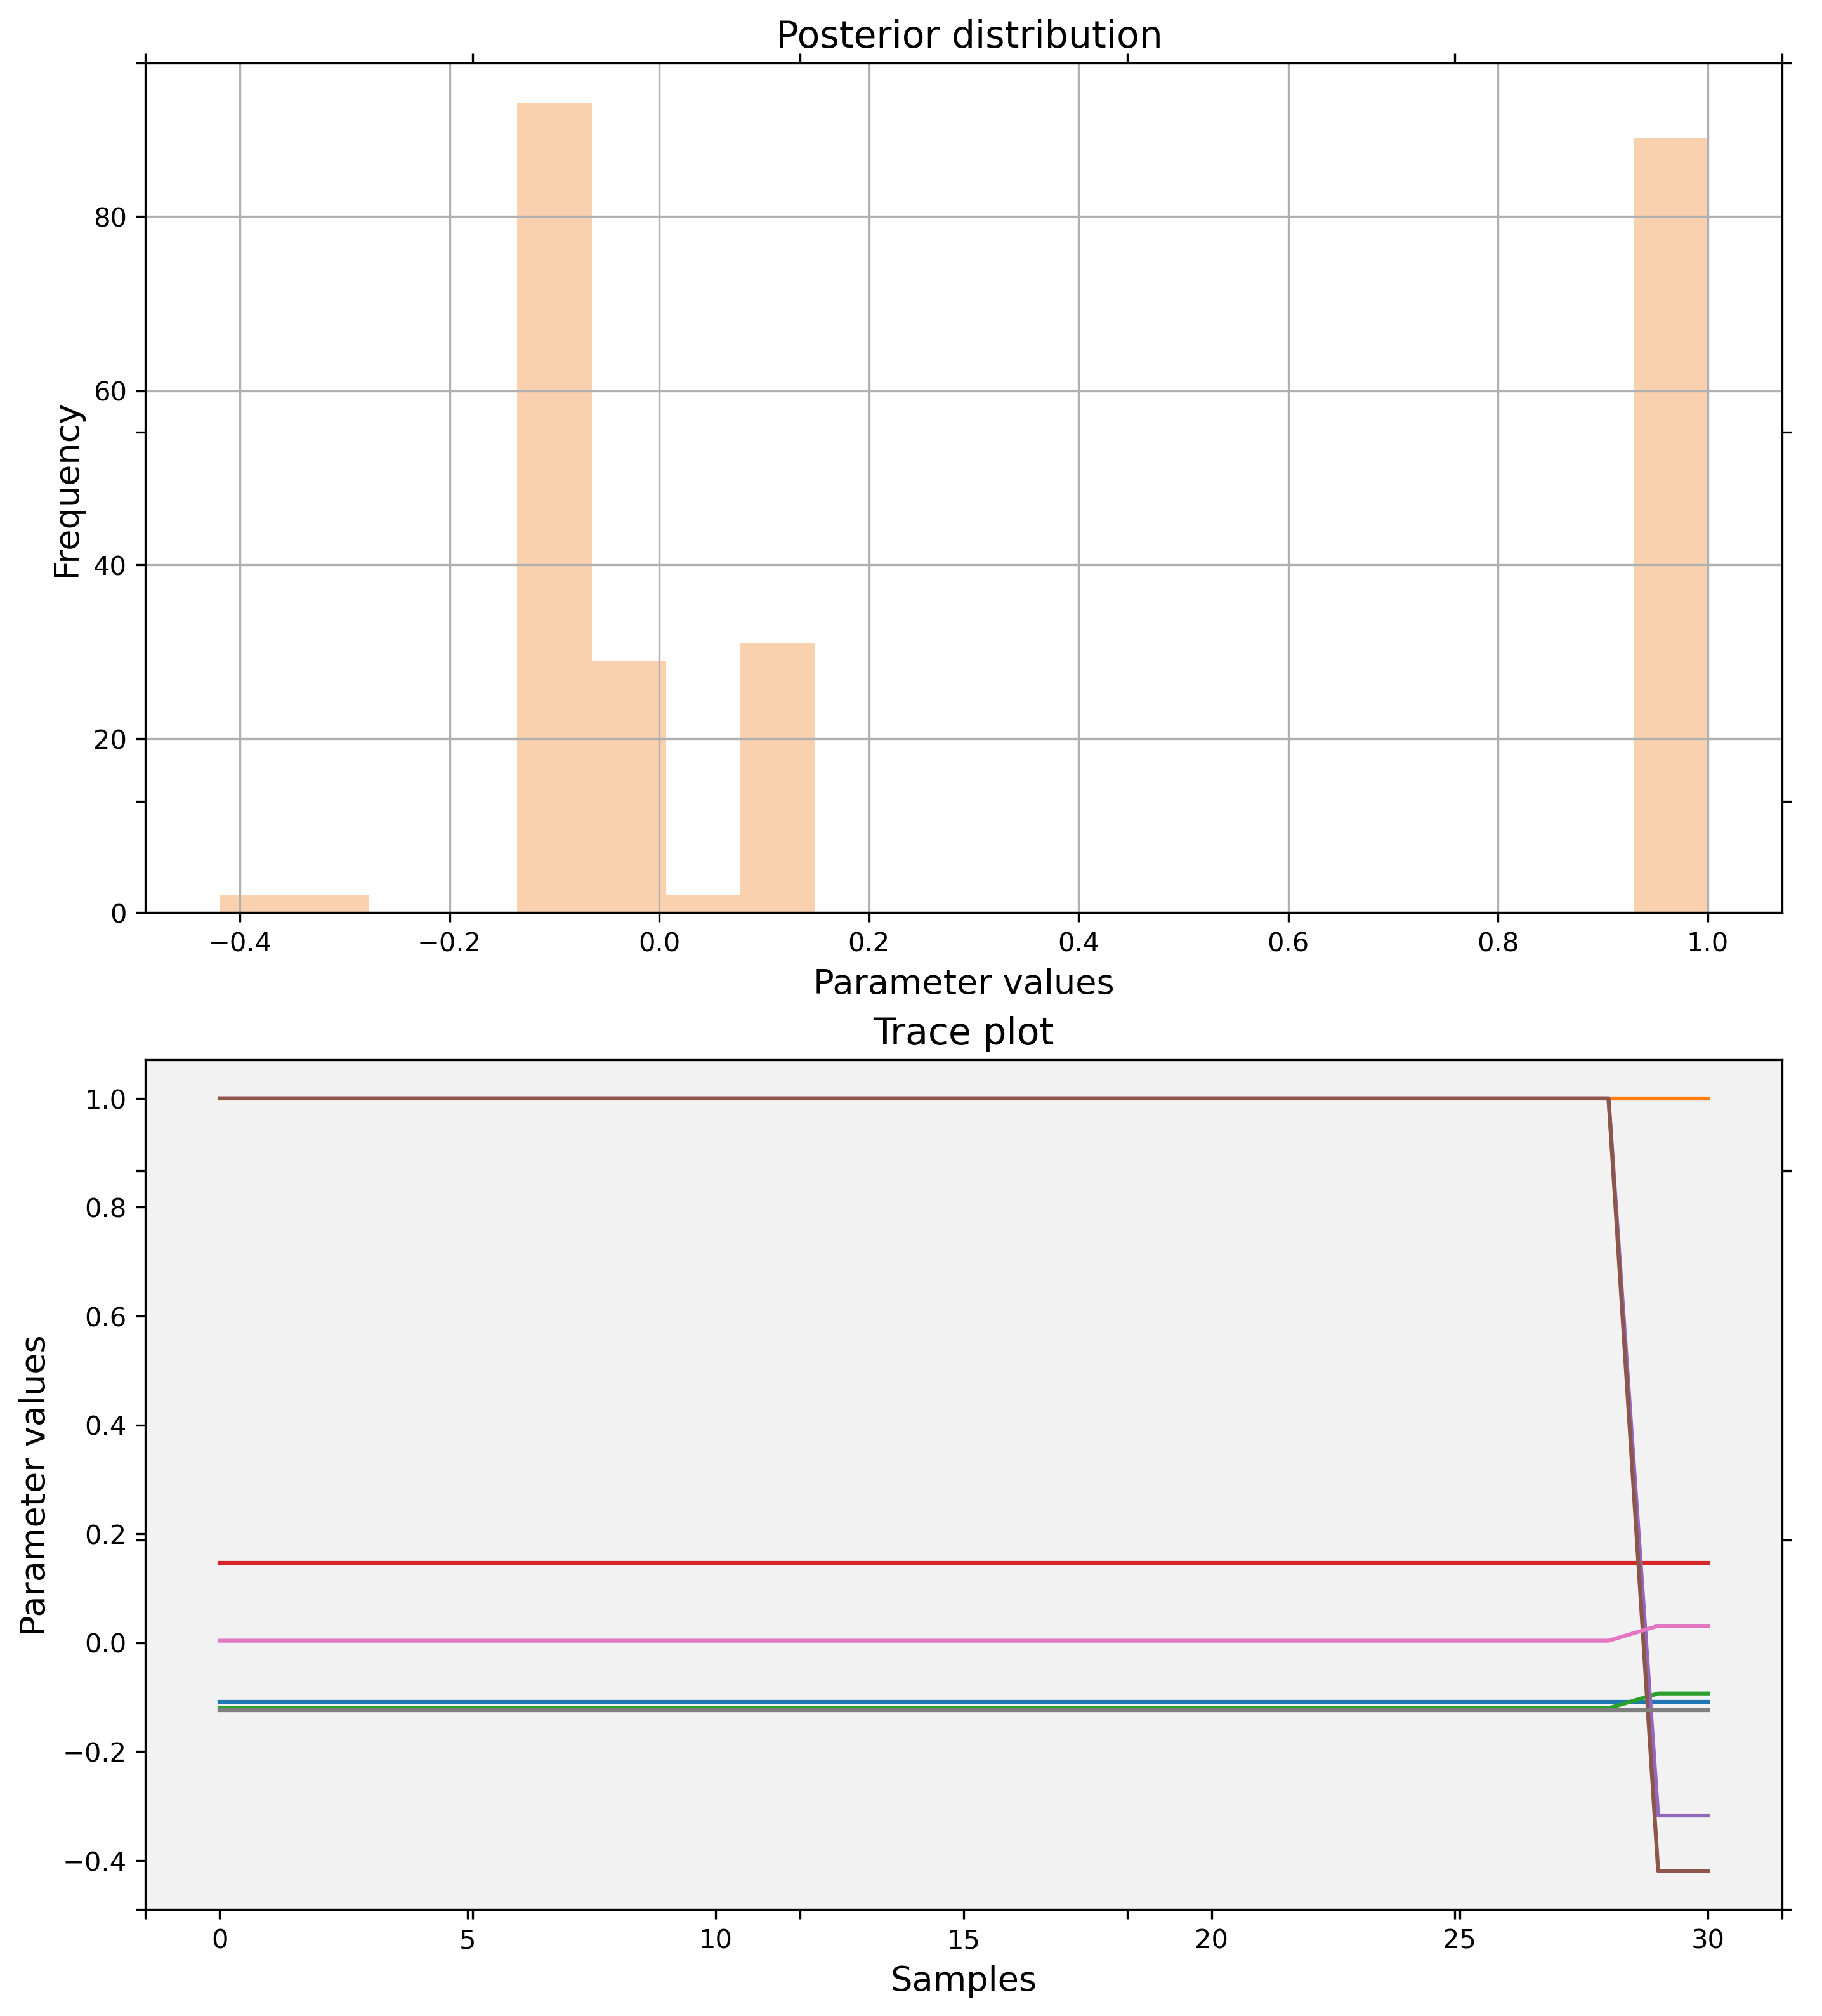 Posterior distribution
Frequency
80
60
40
20
0
−0.4 −0.2 0.0 0.2 0.4 0.6 0.8 1.0
Parameter values
Trace plot
Parameter values
1.0
0.8
0.6
0.4
0.2
0.0
−0.2
−0.4
0 5 10 15 20 25 30
Samples